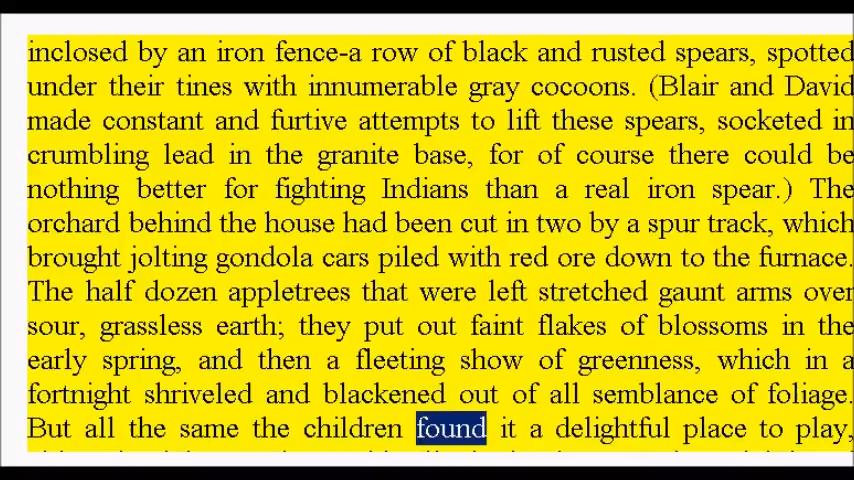 inclosed by an iron fence-a row of black and rusted spears, spotted
under their tines with innumerable gray cocoons. (Blair and David
made constant and furtive attempts to lift these spears, socketed in
crumbling lead in the granite base, for of course there could be
nothing better for fighting Indians than a real iron spear.) The
orchard behind the house had been cut in two by a spur track, which
brought jolting gondola cars piled with red ore down to the furnace.
The half dozen appletrees that were left stretched gaunt arms over
sour, grassless earth; they put out faint flakes of blossoms in the
early spring, and then a fleeting show of greenness, which in a
fortnight shriveled and blackened out of all semblance of foliage.
But all the same the children found it a delightful place to play,